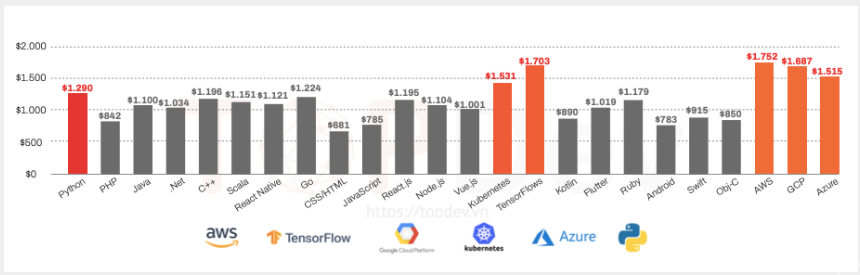 $2.000
$1.500
$1.000
$500
$0
$1.290
$842
$1.100
$1.034
$1.196
$1.151
$1.121
$1.224
$681
$785
$1.195
$1.104
$1.001
$1.531
$1.703
$890
$1.019
$1.179
$783
$915
$850
$1.752
$1.687
$1.515
Python
PHP
Java
.Net
C++
Scala
React Native
Go
CSS/HTML
JavaScript
React.js
Node.js
Vue.js
Kubernetes
TensorFlows
Kotlin
Flutter
Ruby
Android
Swift
Obj-C
AWS
GCP
Azure
https://topdev.vn
aws
TensorFlow
Google Cloud Platform
kubernetes
Azure